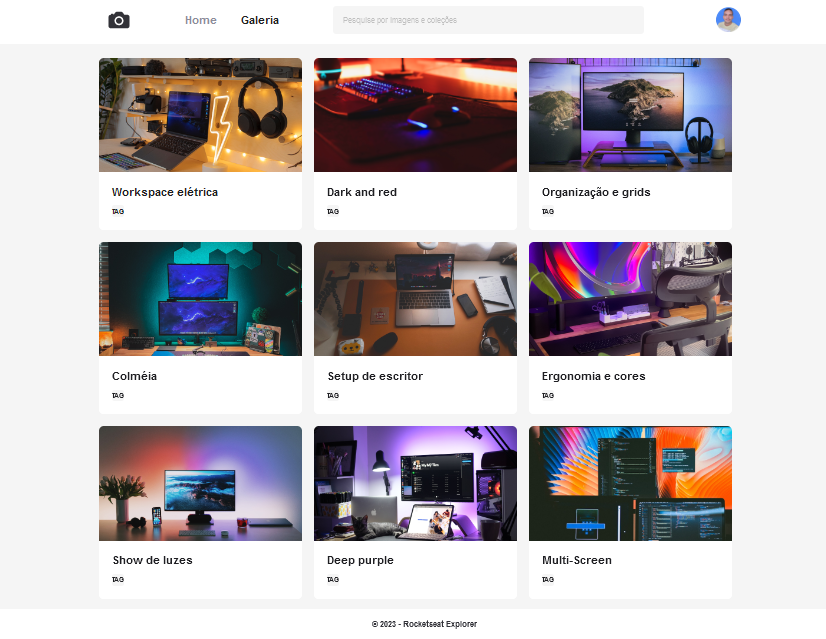 Home Galeria Pesquise por imagens e coleções
Workspace elétrica Dark and red Organização e grids
TAG TAG TAG
Colméia Setup de escritor Ergonomia e cores
TAG TAG TAG
Show de luzes Deep purple Multi-Screen
TAG TAG TAG
© 2023 - Rocketseat Explorer